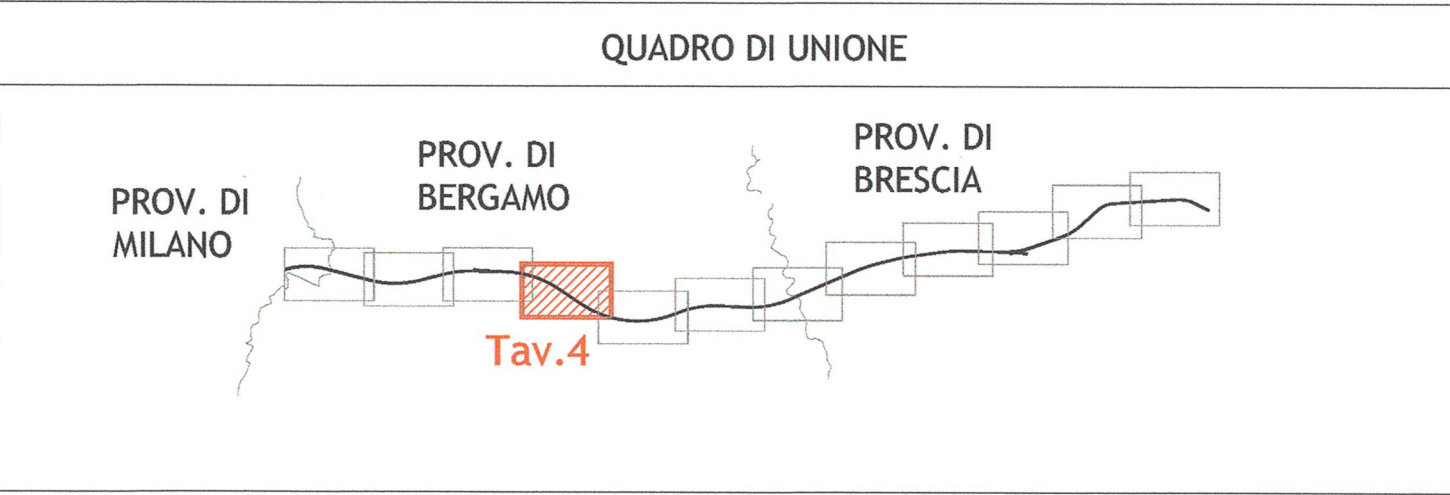 QUADRO DI UNIONE
PROV. DI
MILANO
PROV. DI
BERGAMO
PROV. DI
BRESCIA
Tav.4